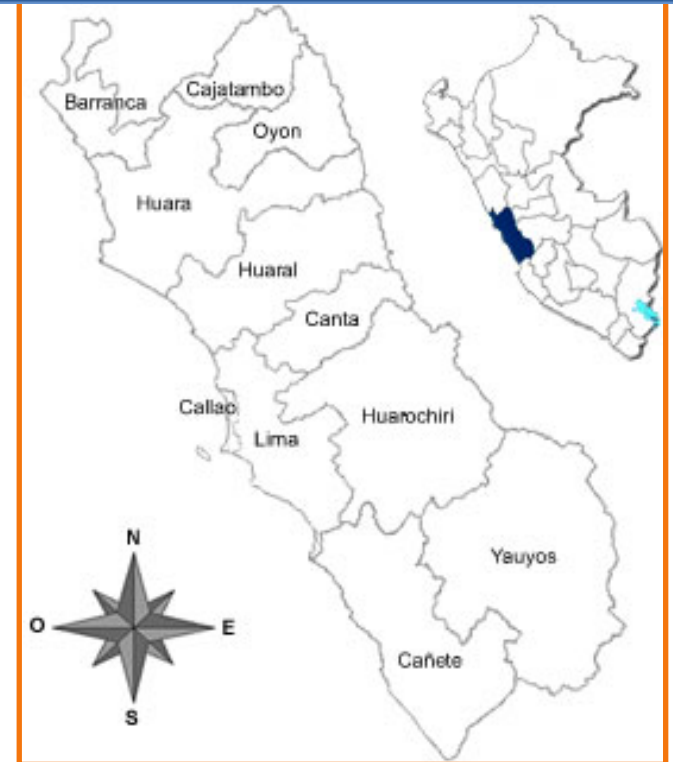 Cajatambo
Barranca
Oyon
Huara
Huaral
Canta
Callao
Huarochiri
Lima
N
Yauyos
O
E
Cañete
S